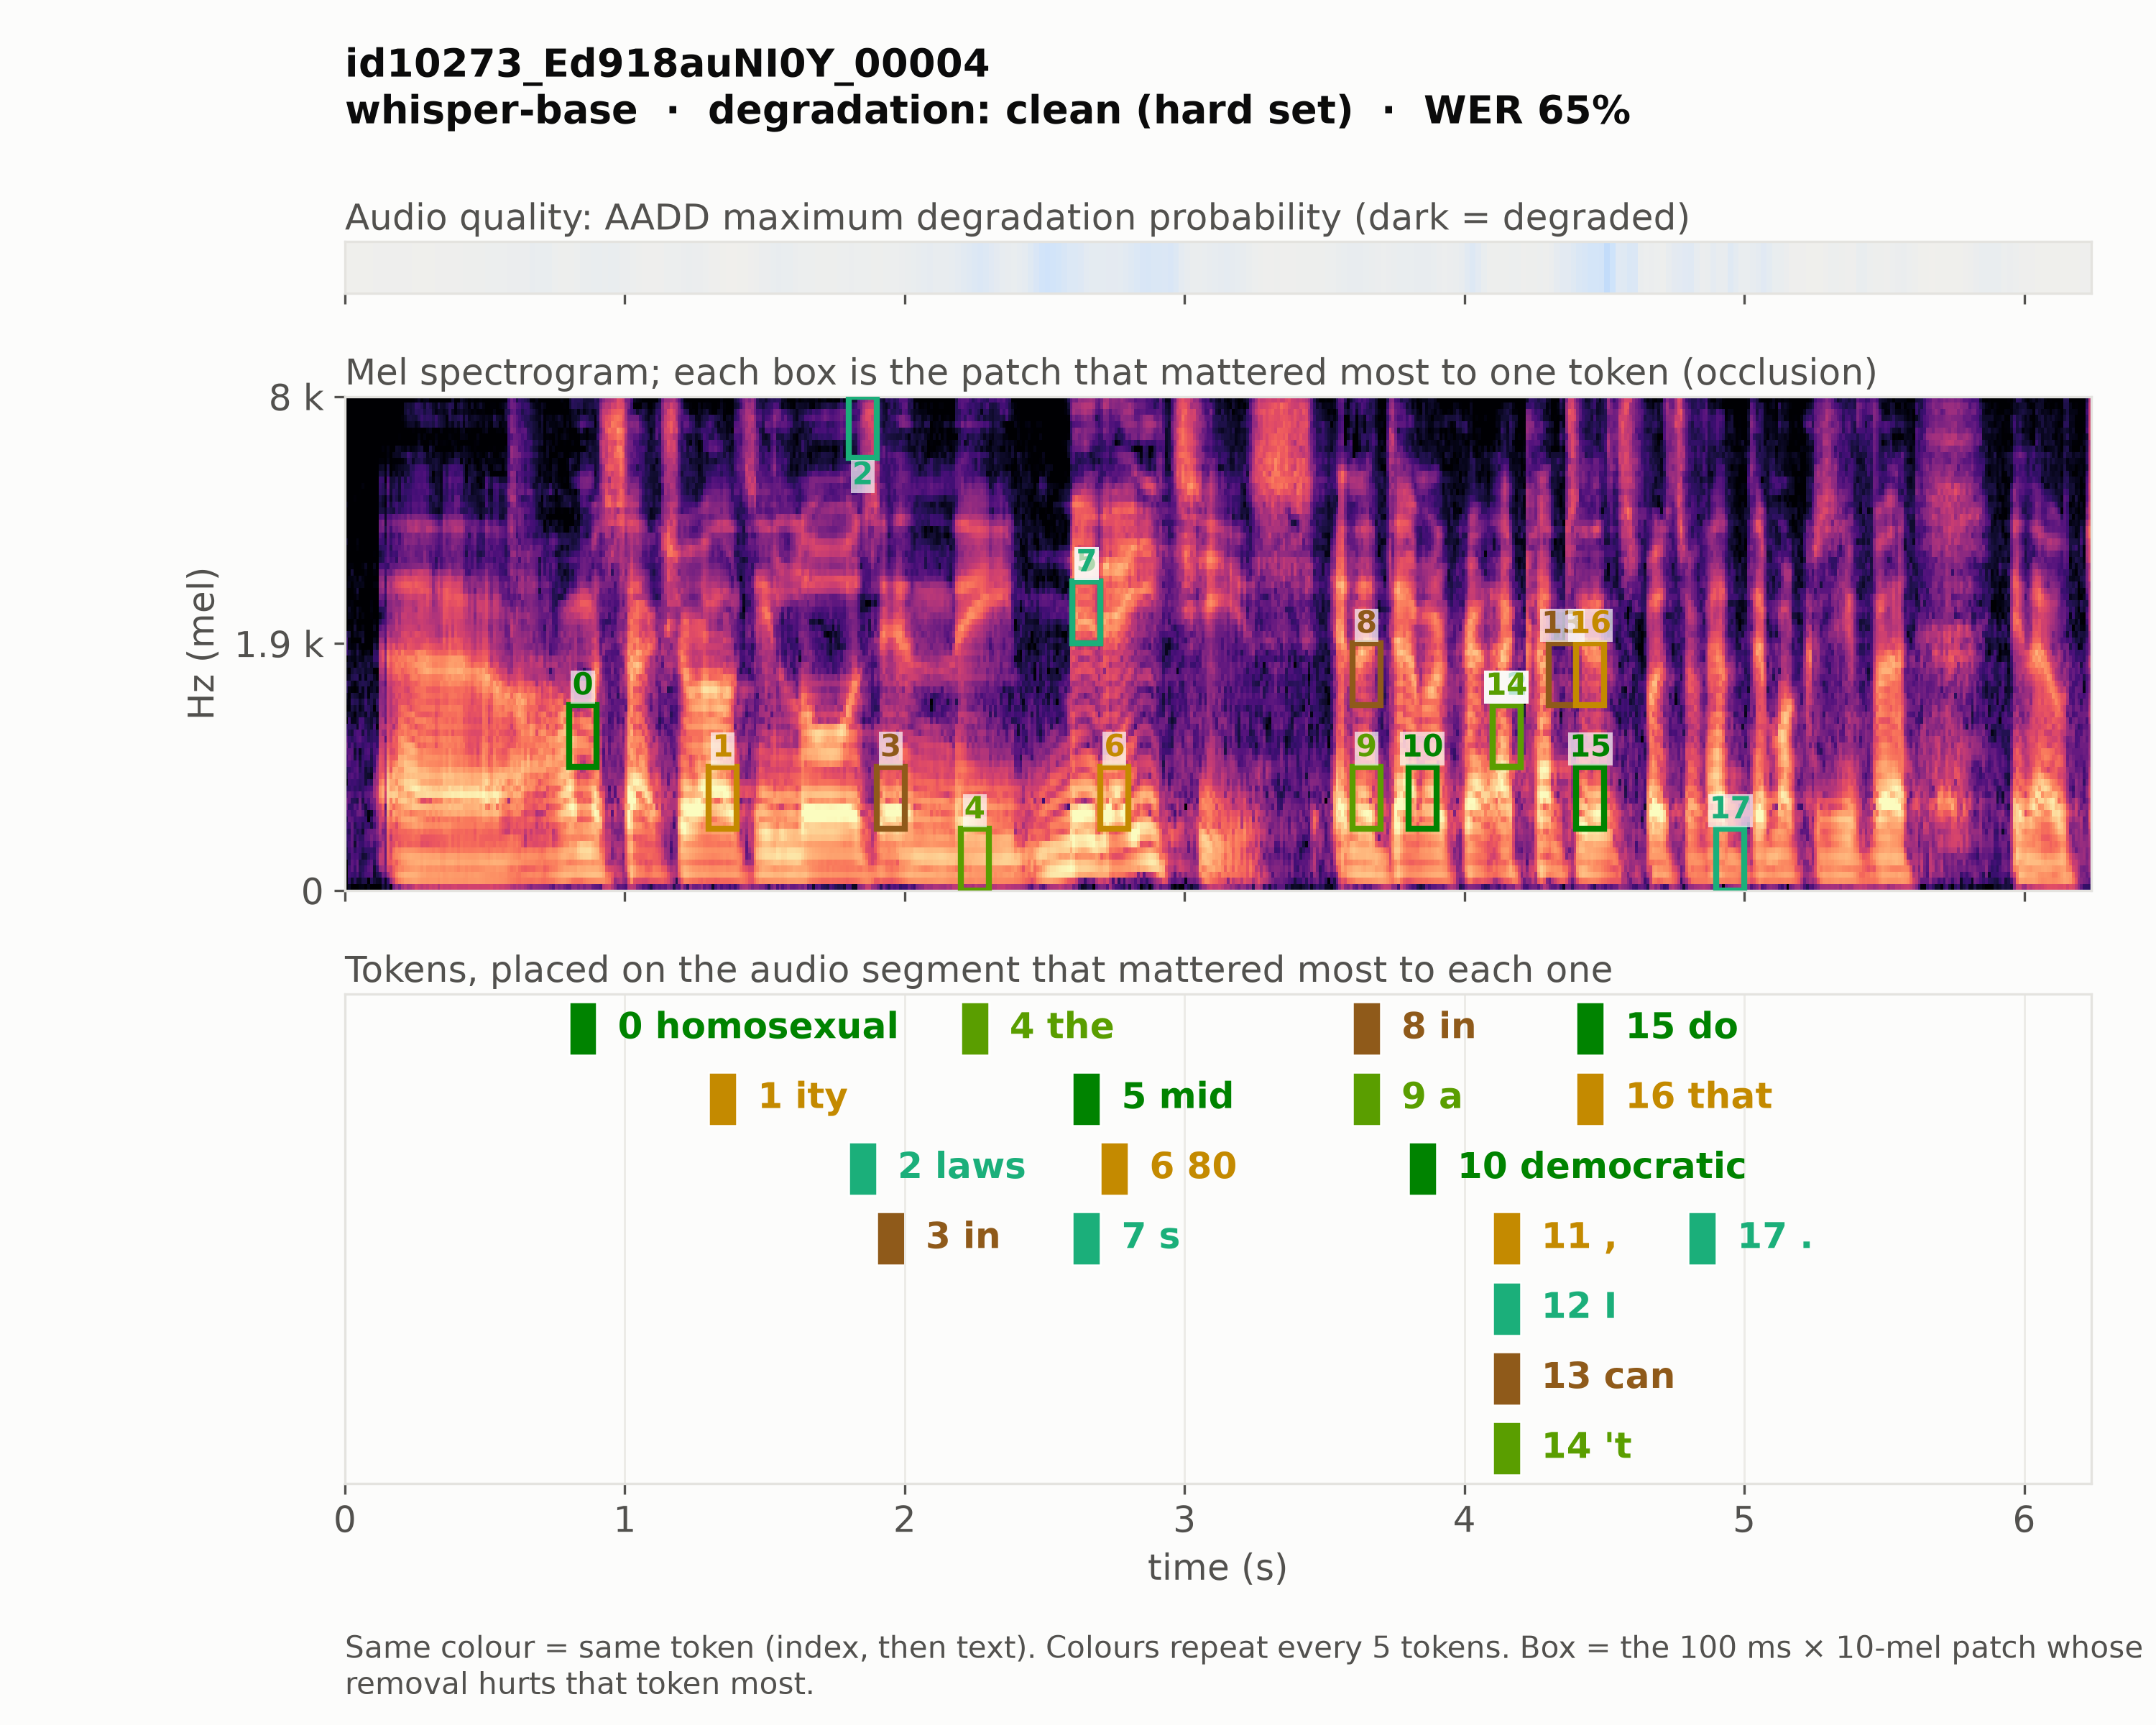 id10273_Ed918auNI0Y_00004
whisper-base · degradation: clean (hard set) · WER 65%
Audio quality: AADD maximum degradation probability (dark = degraded)
Mel spectrogram; each box is the patch that mattered most to one token (occlusion)
8 k
1.9 k
0
Hz (mel)
2
7
8
16
0
14
1
3
6
9
10
15
4
17
Tokens, placed on the audio segment that mattered most to each one
0 homosexual
4 the
8 in
15 do
1 ity
5 mid
9 a
16 that
2 laws
6 80
10 democratic
3 in
7 s
11 ,
17 .
12 I
13 can
14 't
0 1 2 3 4 5 6
time (s)
Same colour = same token (index, then text). Colours repeat every 5 tokens. Box = the 100 ms × 10-mel patch whose
removal hurts that token most.